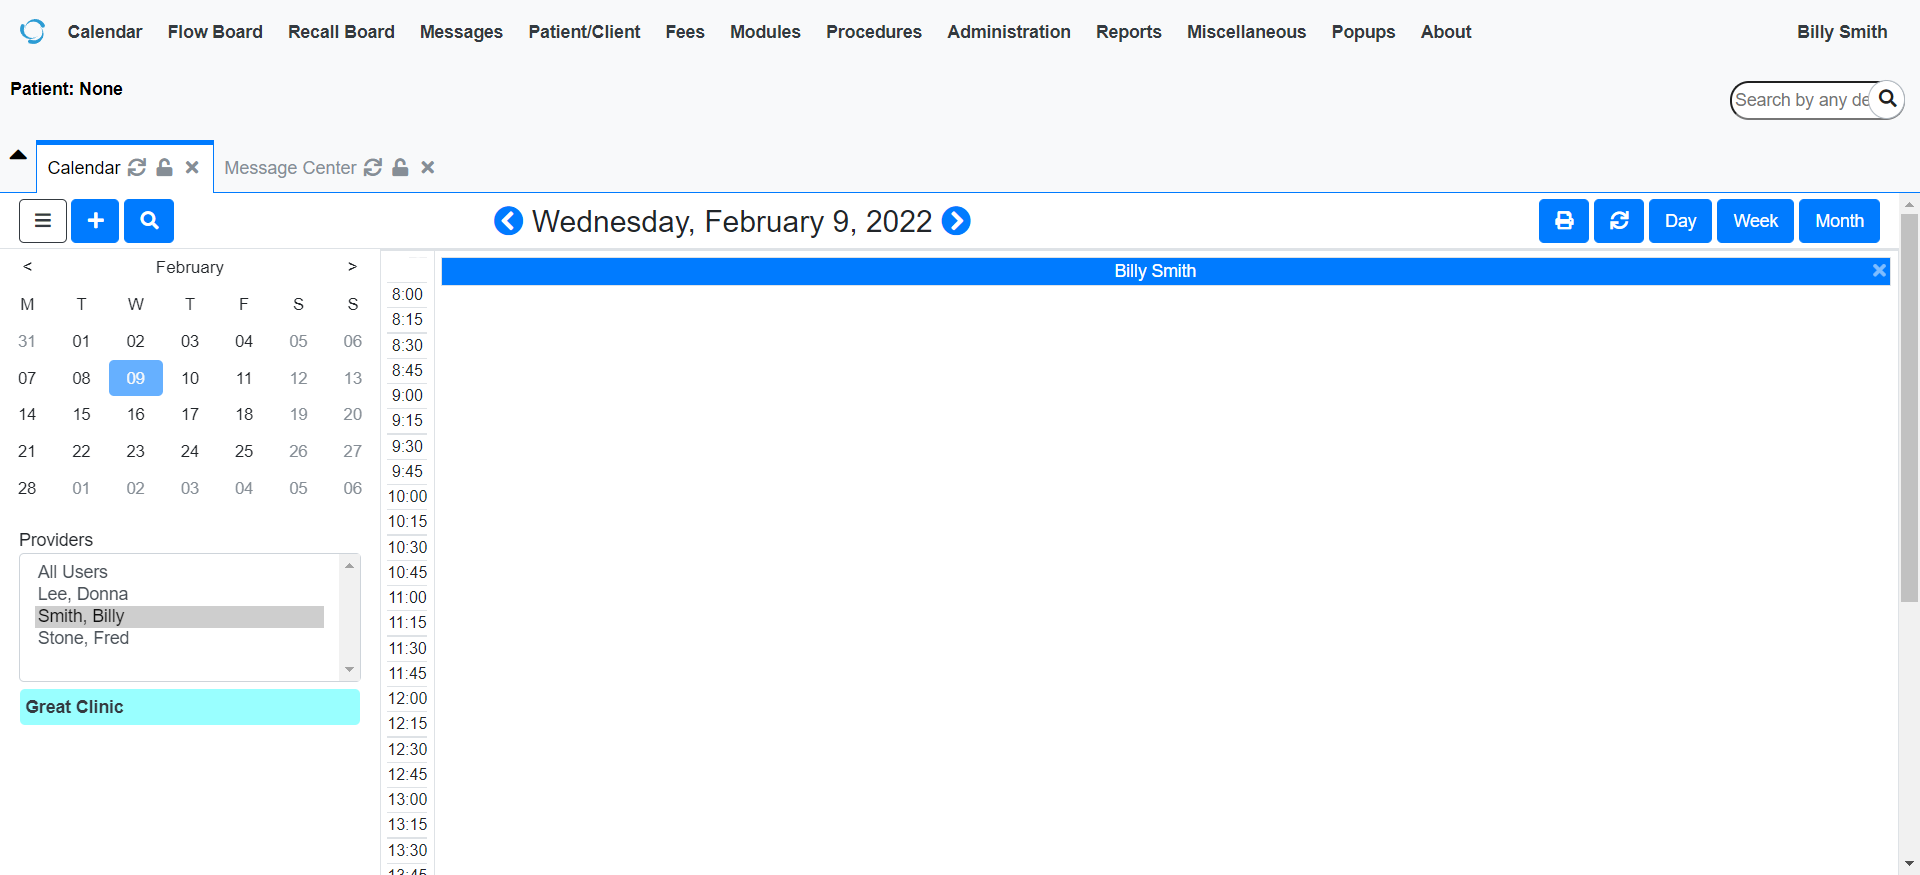 Calendar Flow Board Recall Board Messages Patient/Client Fees Modules Procedures Administration Reports Miscellaneous Popups About Billy Smith
Patient: None
Search by any de
Calendar Message Center
Wednesday, February 9, 2022
Day Week Month
< February >
M T W T F S S
31 01 02 03 04 05 06
07 08 09 10 11 12 13
14 15 16 17 18 19 20
21 22 23 24 25 26 27
28 01 02 03 04 05 06
Providers
All Users
Lee, Donna
Smith, Billy
Stone, Fred
Great Clinic
Billy Smith
8:00
8:15
8:30
8:45
9:00
9:15
9:30
9:45
10:00
10:15
10:30
10:45
11:00
11:15
11:30
11:45
12:00
12:15
12:30
12:45
13:00
13:15
13:30
13:45